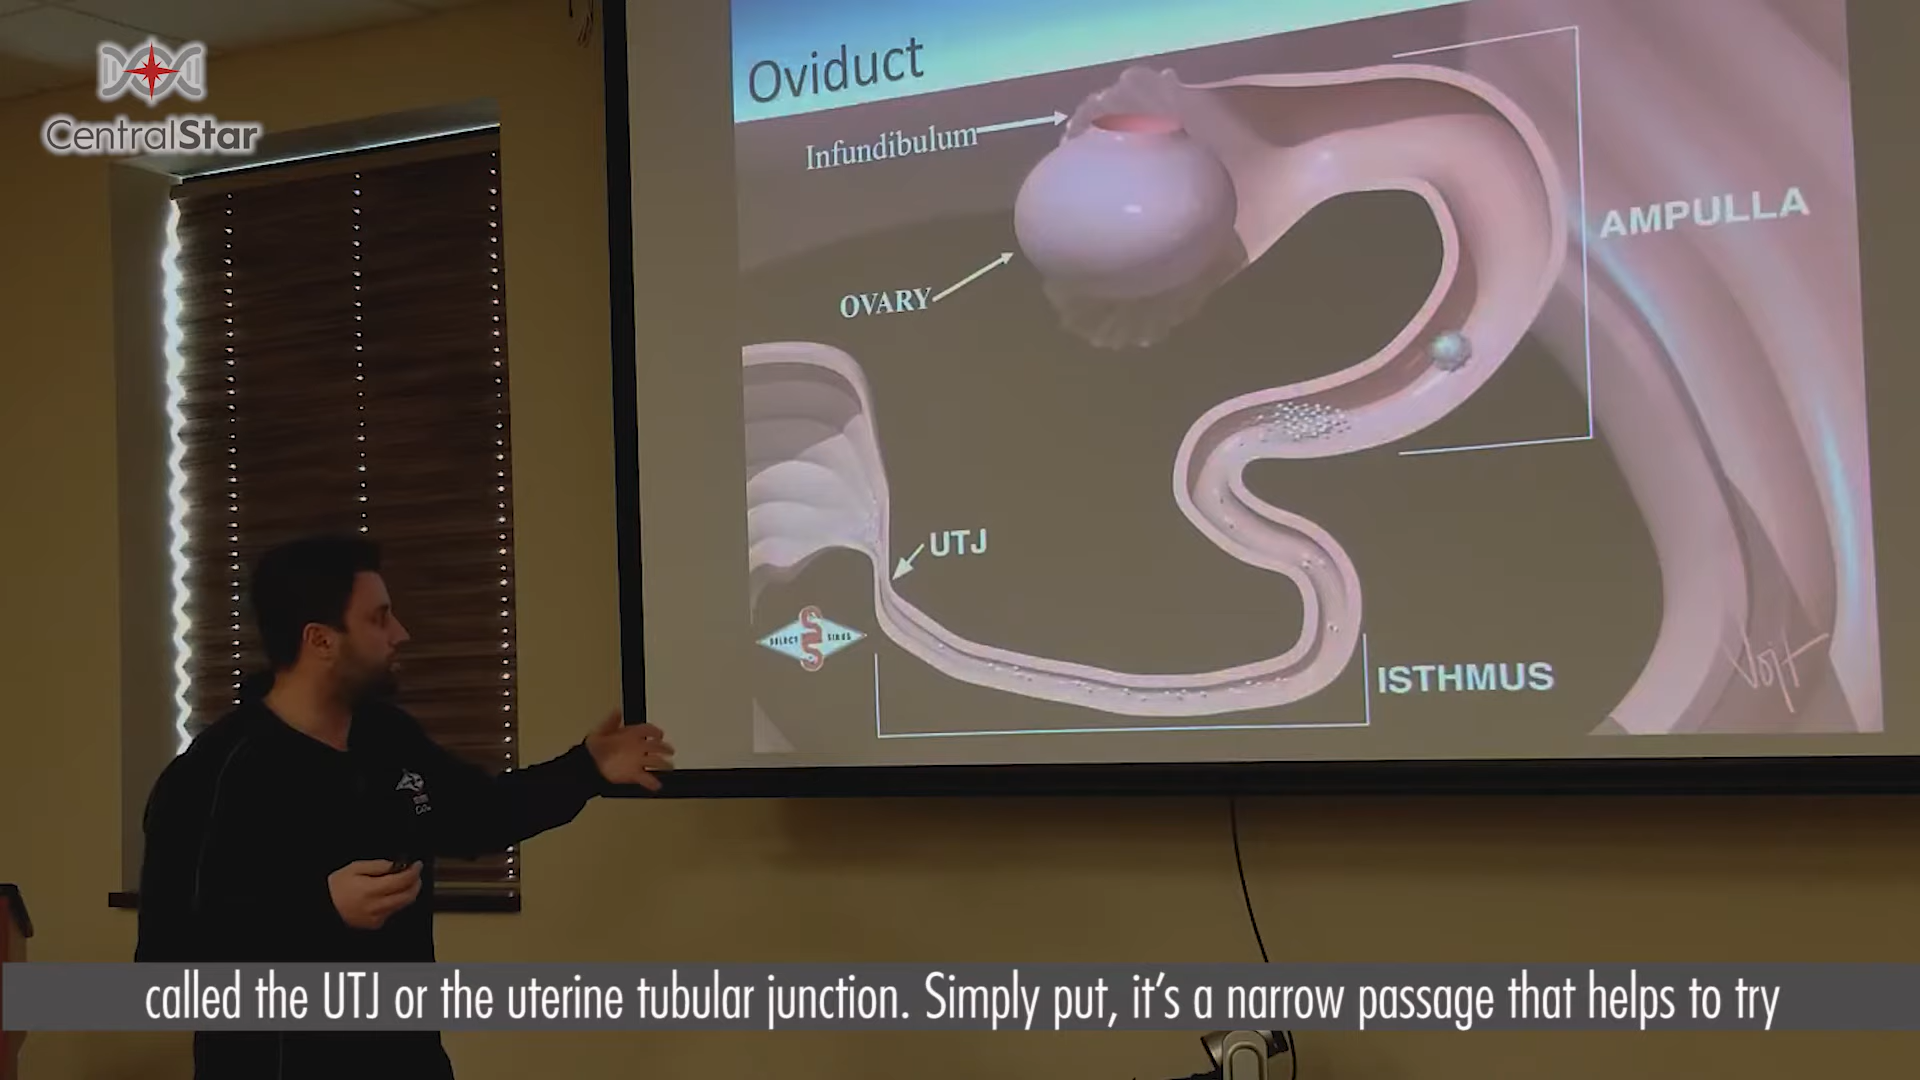 CentralStar
Oviduct
Infundibulum
OVARY
AMPULLA
UTJ
SELECT SIRES
ISTHMUS
Vojt
called the UTJ or the uterine tubular junction. Simply put, it's a narrow passage that helps to try